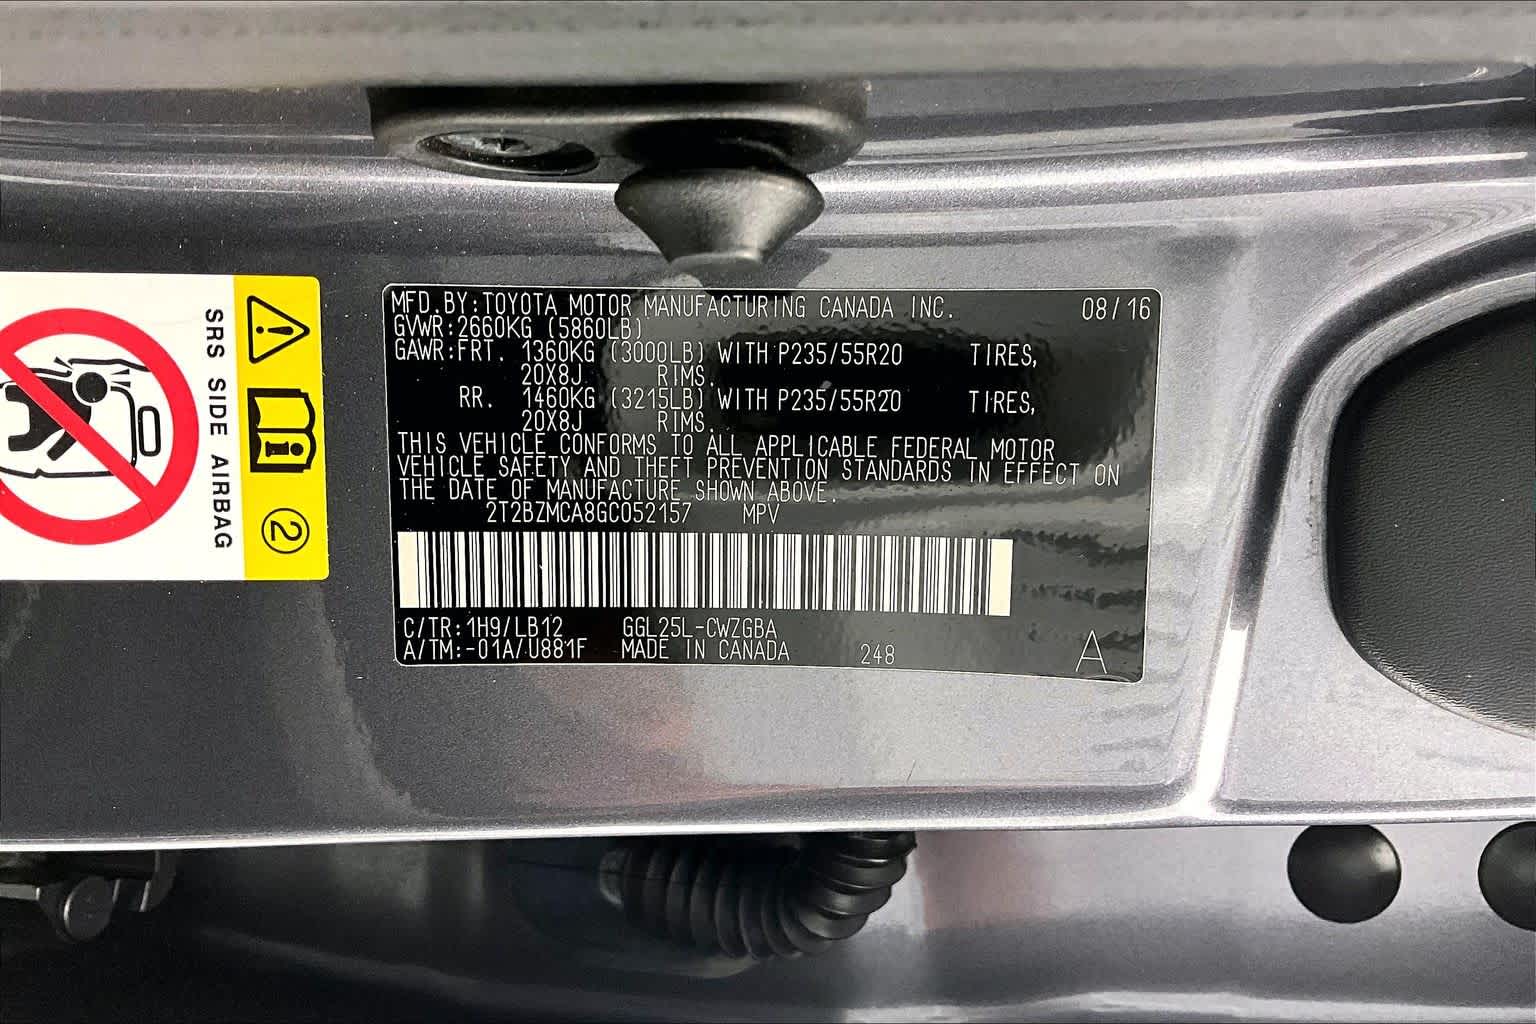 SRS SIDE AIRBAG
2
MFD.BY:TOYOTA MOTOR MANUFACTURING CANADA INC. 08/16
GVWR:2660KG (5860LB)
GAWR:FRT. 1360KG (3000LB) WITH P235/55R20 TIRES,
20X8J RIMS.
RR. 1460KG (3215LB) WITH P235/55R20 TIRES,
20X8J RIMS.
THIS VEHICLE CONFORMS TO ALL APPLICABLE FEDERAL MOTOR
VEHICLE SAFETY AND THEFT PREVENTION STANDARDS IN EFFECT ON
THE DATE OF MANUFACTURE SHOWN ABOVE.
2T2BZMCA8GC052157 MPV
C/TR:1H9/LB12 GGL25L-CWZGBA
A/TM:-01A/U881F MADE IN CANADA 248 A